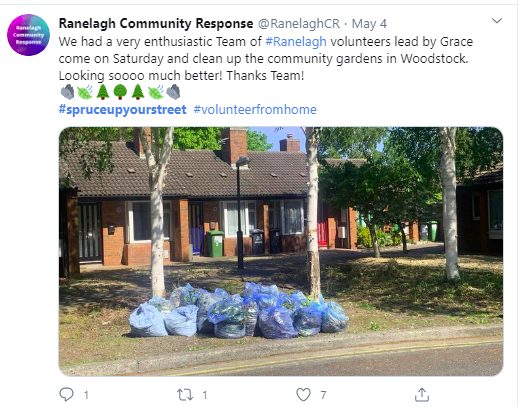 Ranelagh
Community
Response
Ranelagh Community Response @RanelaghCR · May 4
We had a very enthusiastic Team of #Ranelagh volunteers lead by Grace
come on Saturday and clean up the community gardens in Woodstock.
Looking soooo much better! Thanks Team!
#spruceupyourstreet #volunteerfromhome
1 1 7